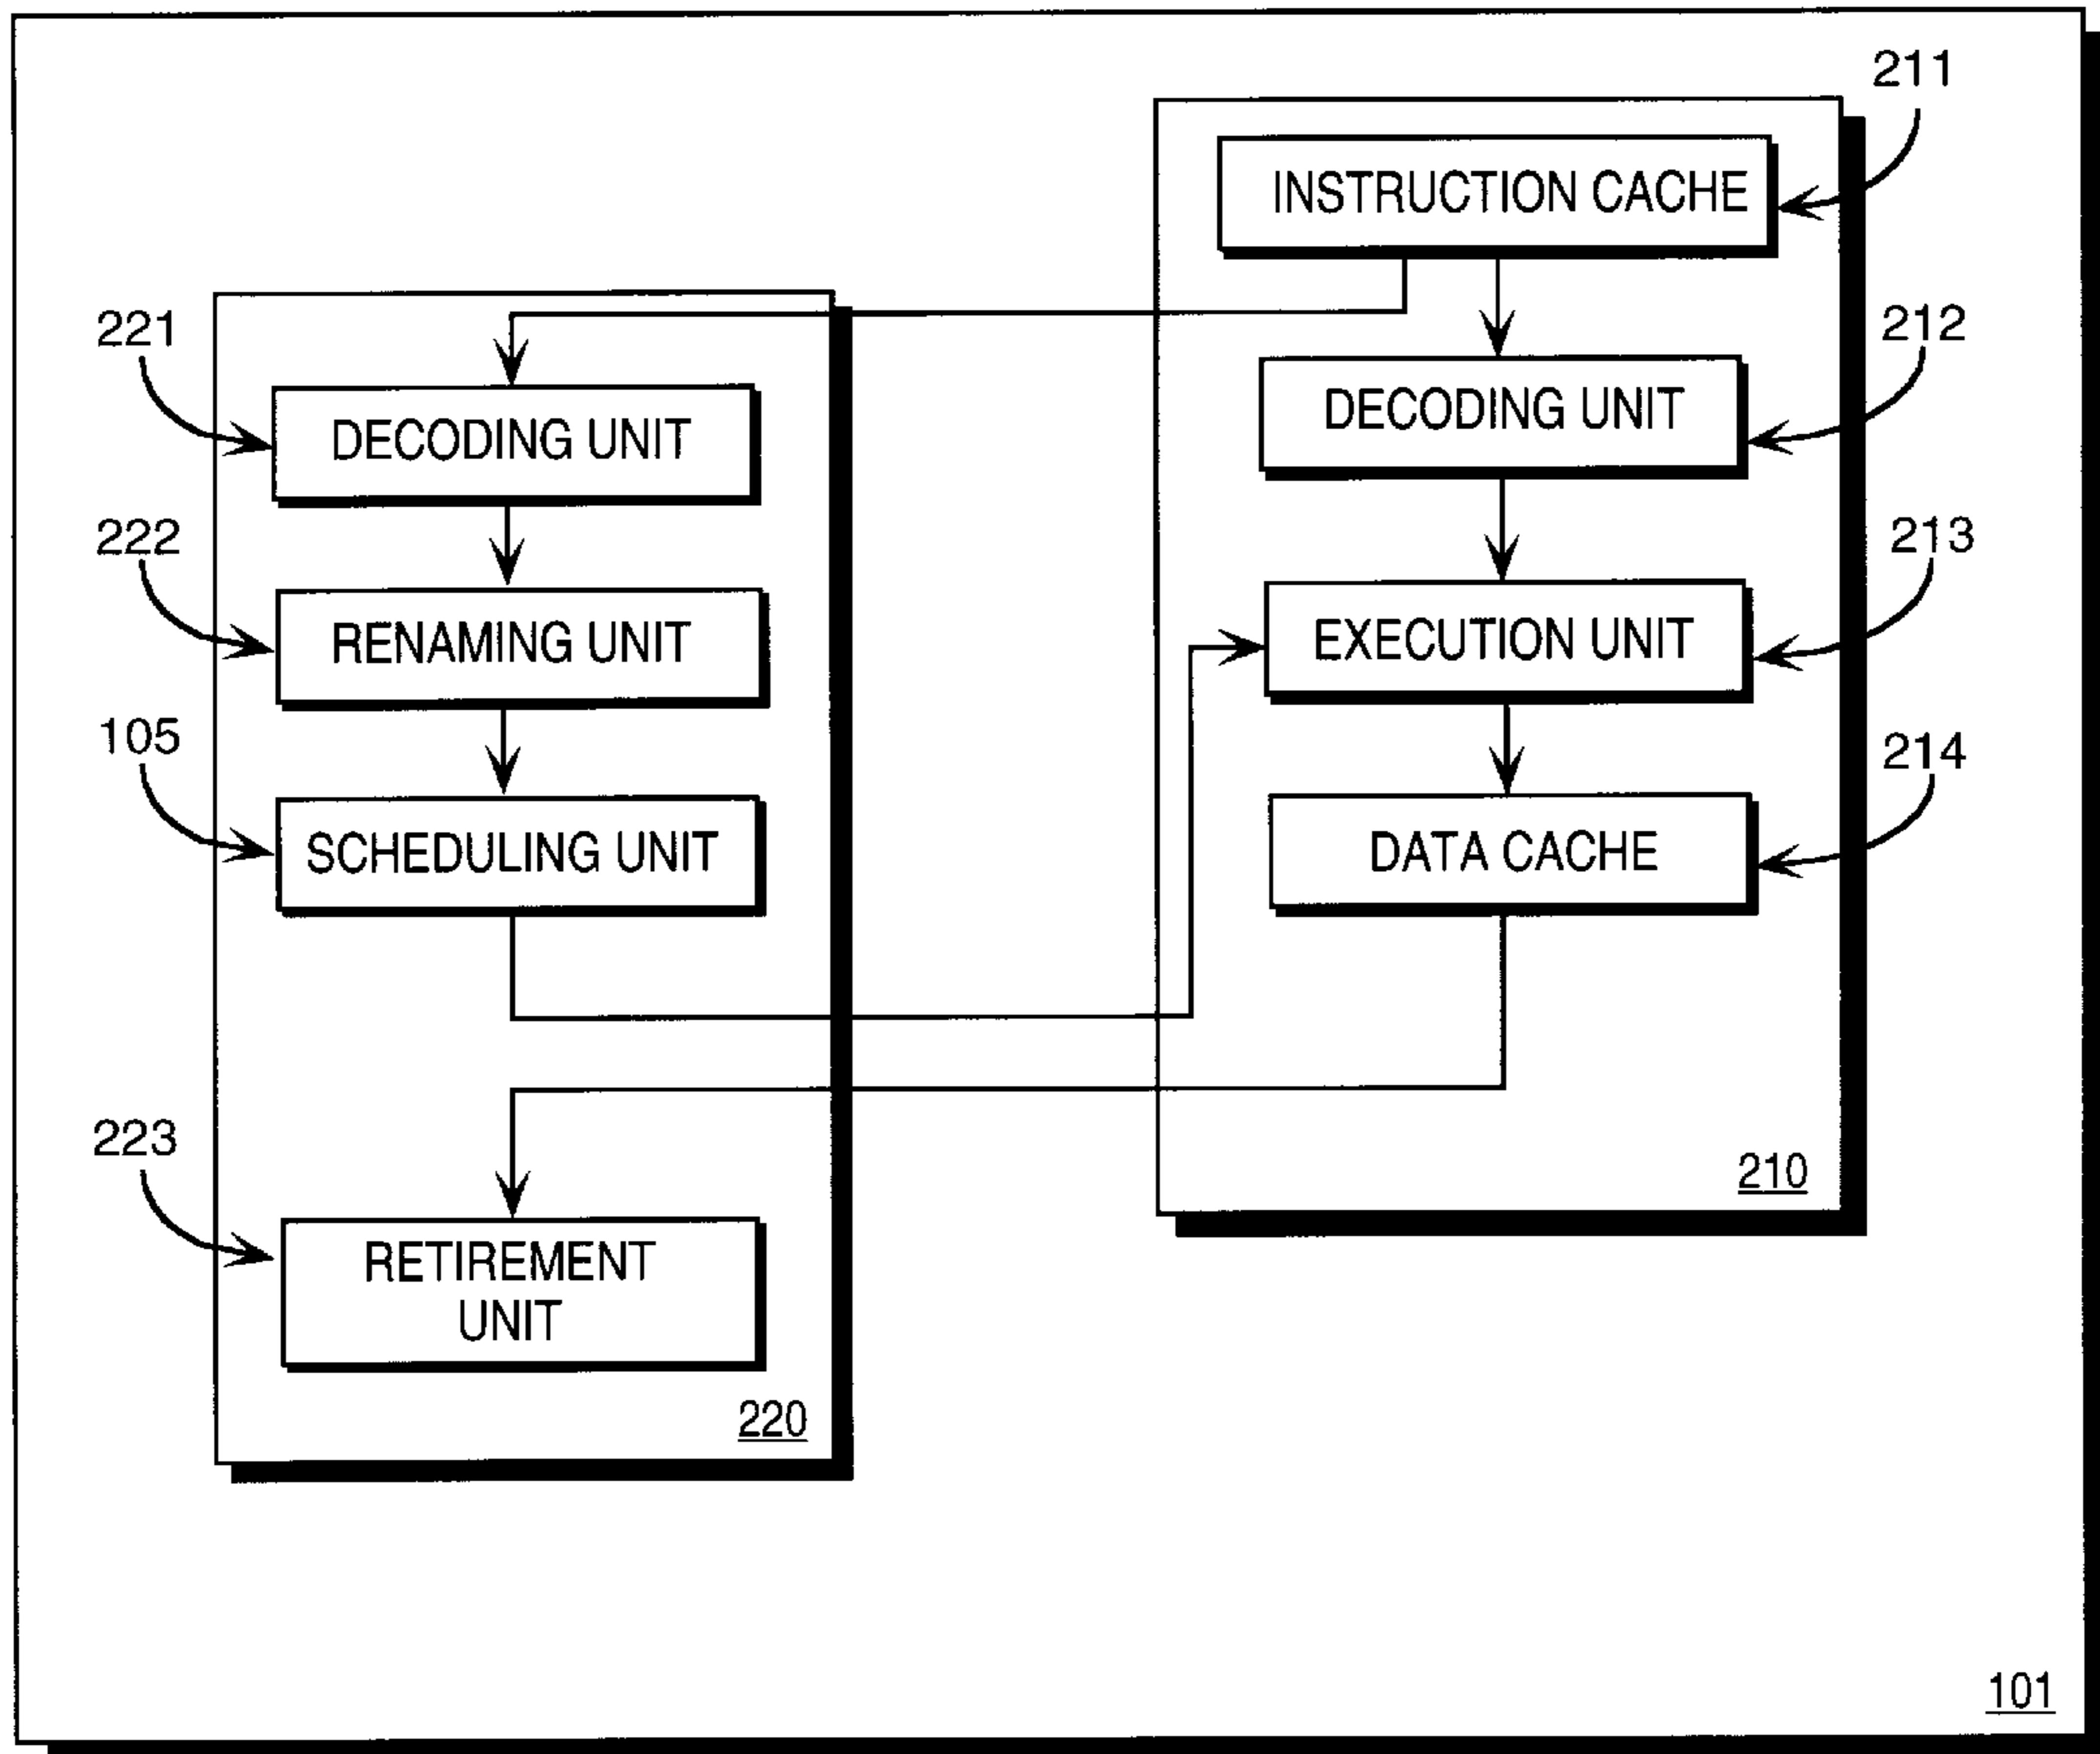 211
INSTRUCTION CACHE
221
212
DECODING UNIT
DECODING UNIT
222
213
RENAMING UNIT
EXECUTION UNIT
105
214
SCHEDULING UNIT
DATA CACHE
223
210
RETIREMENT
UNIT
220
101